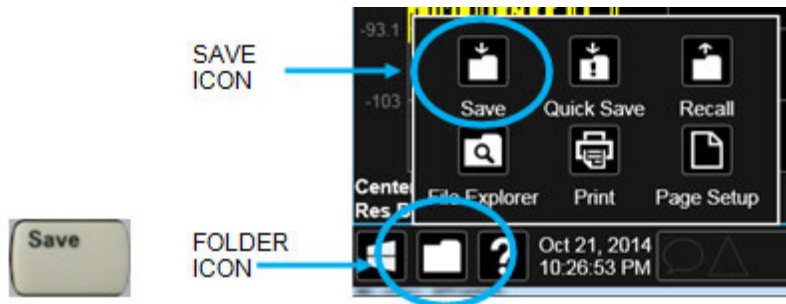 -93.1
SAVE
ICON
-103
Save Quick Save Recall
File Explorer Print Page Setup
Cente
Res B
Save
FOLDER
ICON
?
Oct 21, 2014
10:26:53 PM